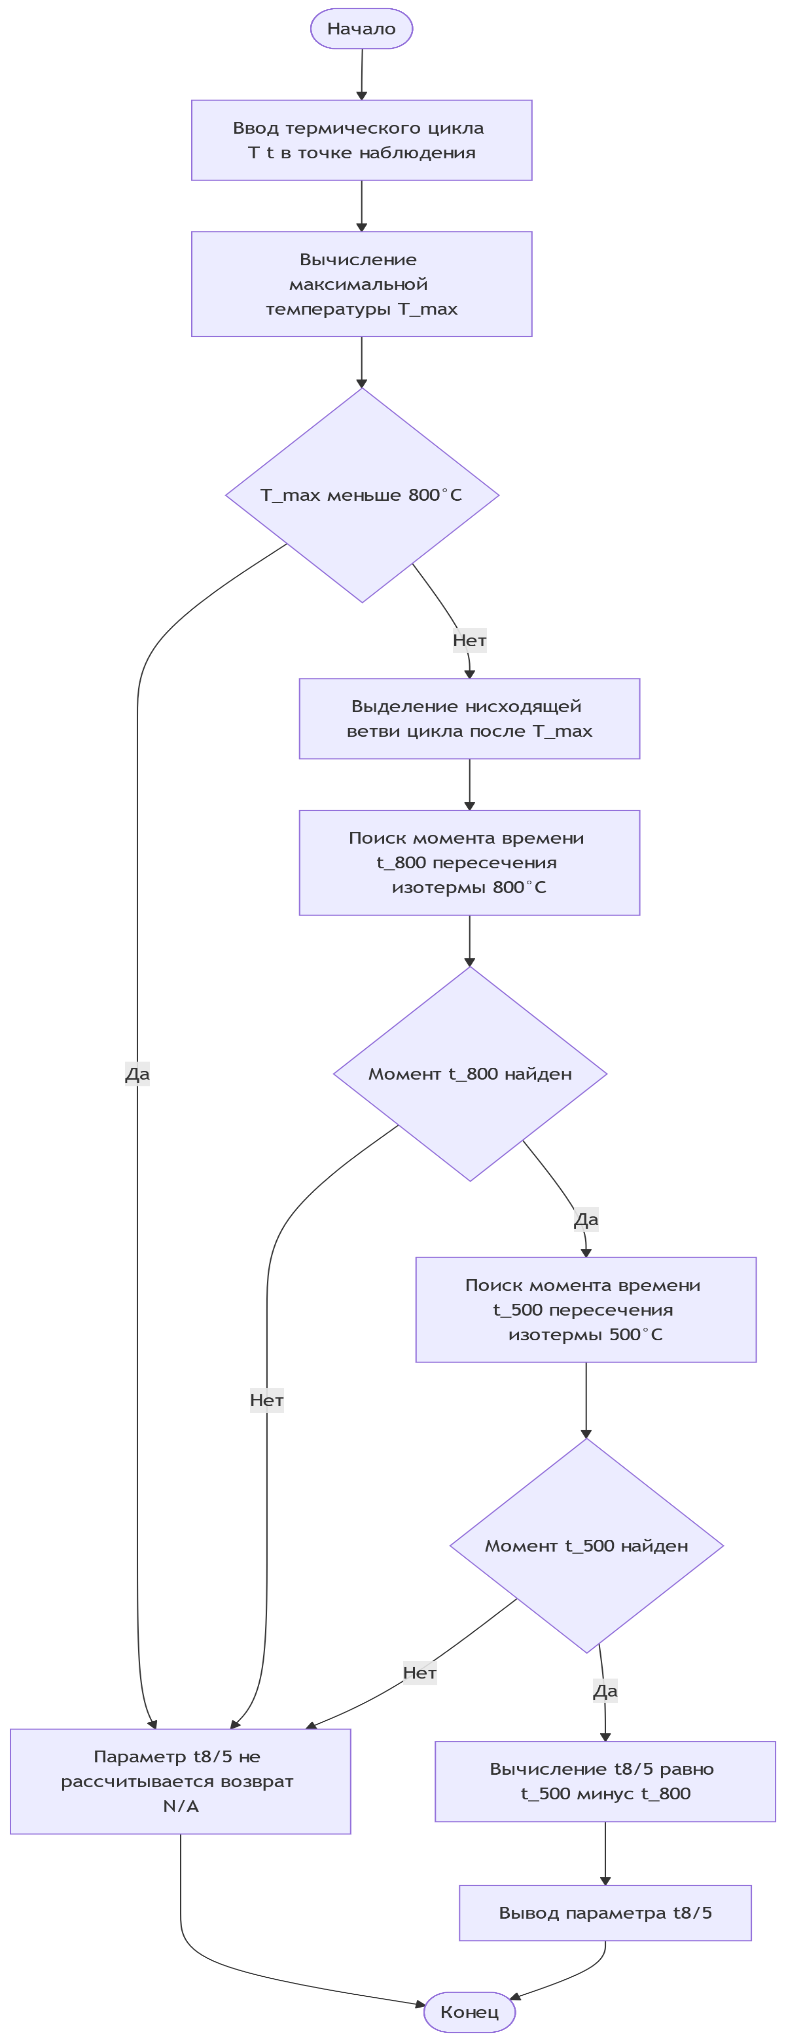 Начало
Ввод термического цикла
T t в точке наблюдения
Вычисление
максимальной
температуры T_max
T_max меньше 800°C
Нет
Выделение нисходящей
ветви цикла после T_max
Поиск момента времени
t_800 пересечения
изотермы 800°C
Да
Момент t_800 найден
Да
Поиск момента времени
t_500 пересечения
изотермы 500°C
Нет
Момент t_500 найден
Нет
Да
Параметр t8/5 не
рассчитывается возврат
N/A
Вычисление t8/5 равно
t_500 минус t_800
Вывод параметра t8/5
Конец